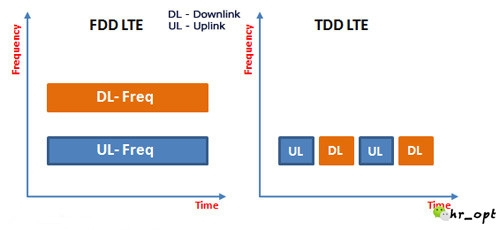 FDD LTE
DL - Downlink
UL - Uplink
TDD LTE
Frequency
DL- Freq
UL- Freq
Time
Frequency
UL
DL
UL
DL
Time
hr_opt